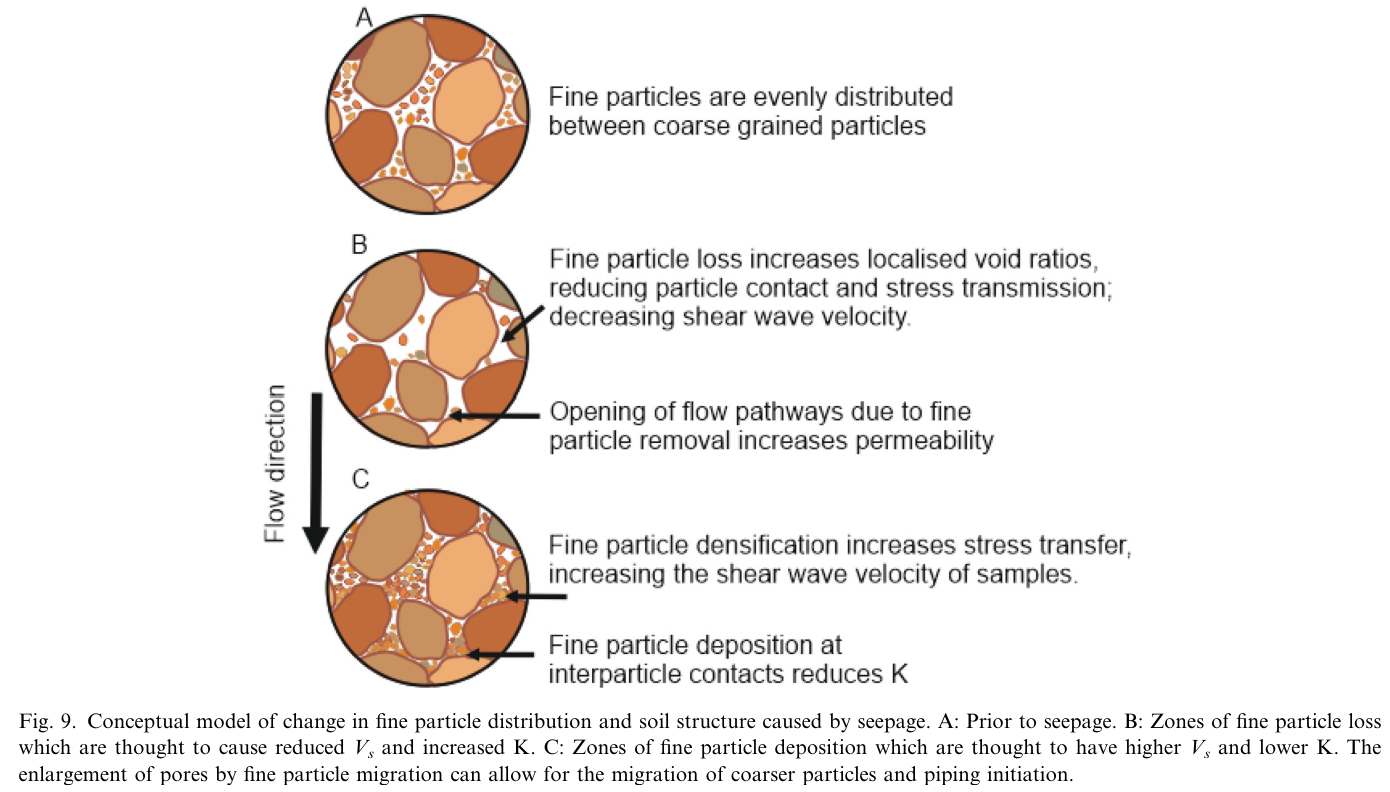 A
Fine particles are evenly distributed
between coarse grained particles
B
Fine particle loss increases localised void ratios,
reducing particle contact and stress transmission;
decreasing shear wave velocity.
Opening of flow pathways due to fine
particle removal increases permeability
Flow direction
C
Fine particle densification increases stress transfer,
increasing the shear wave velocity of samples.
Fine particle deposition at
interparticle contacts reduces K
Fig. 9. Conceptual model of change in fine particle distribution and soil structure caused by seepage. A: Prior to seepage. B: Zones of fine particle loss
which are thought to cause reduced Vs and increased K. C: Zones of fine particle deposition which are thought to have higher Vs and lower K. The
enlargement of pores by fine particle migration can allow for the migration of coarser particles and piping initiation.